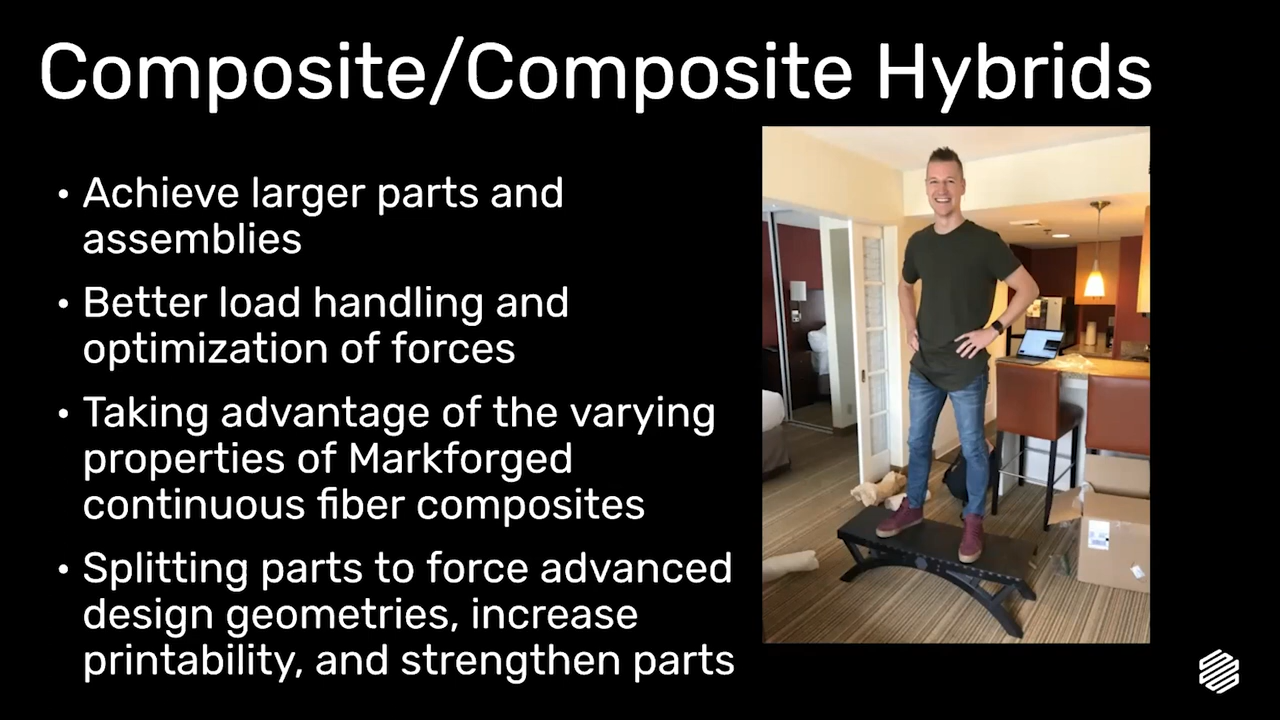 Composite/Composite Hybrids
• Achieve larger parts and
assemblies
• Better load handling and
optimization of forces
• Taking advantage of the varying
properties of Markforged
continuous fiber composites
• Splitting parts to force advanced
design geometries, increase
printability, and strengthen parts